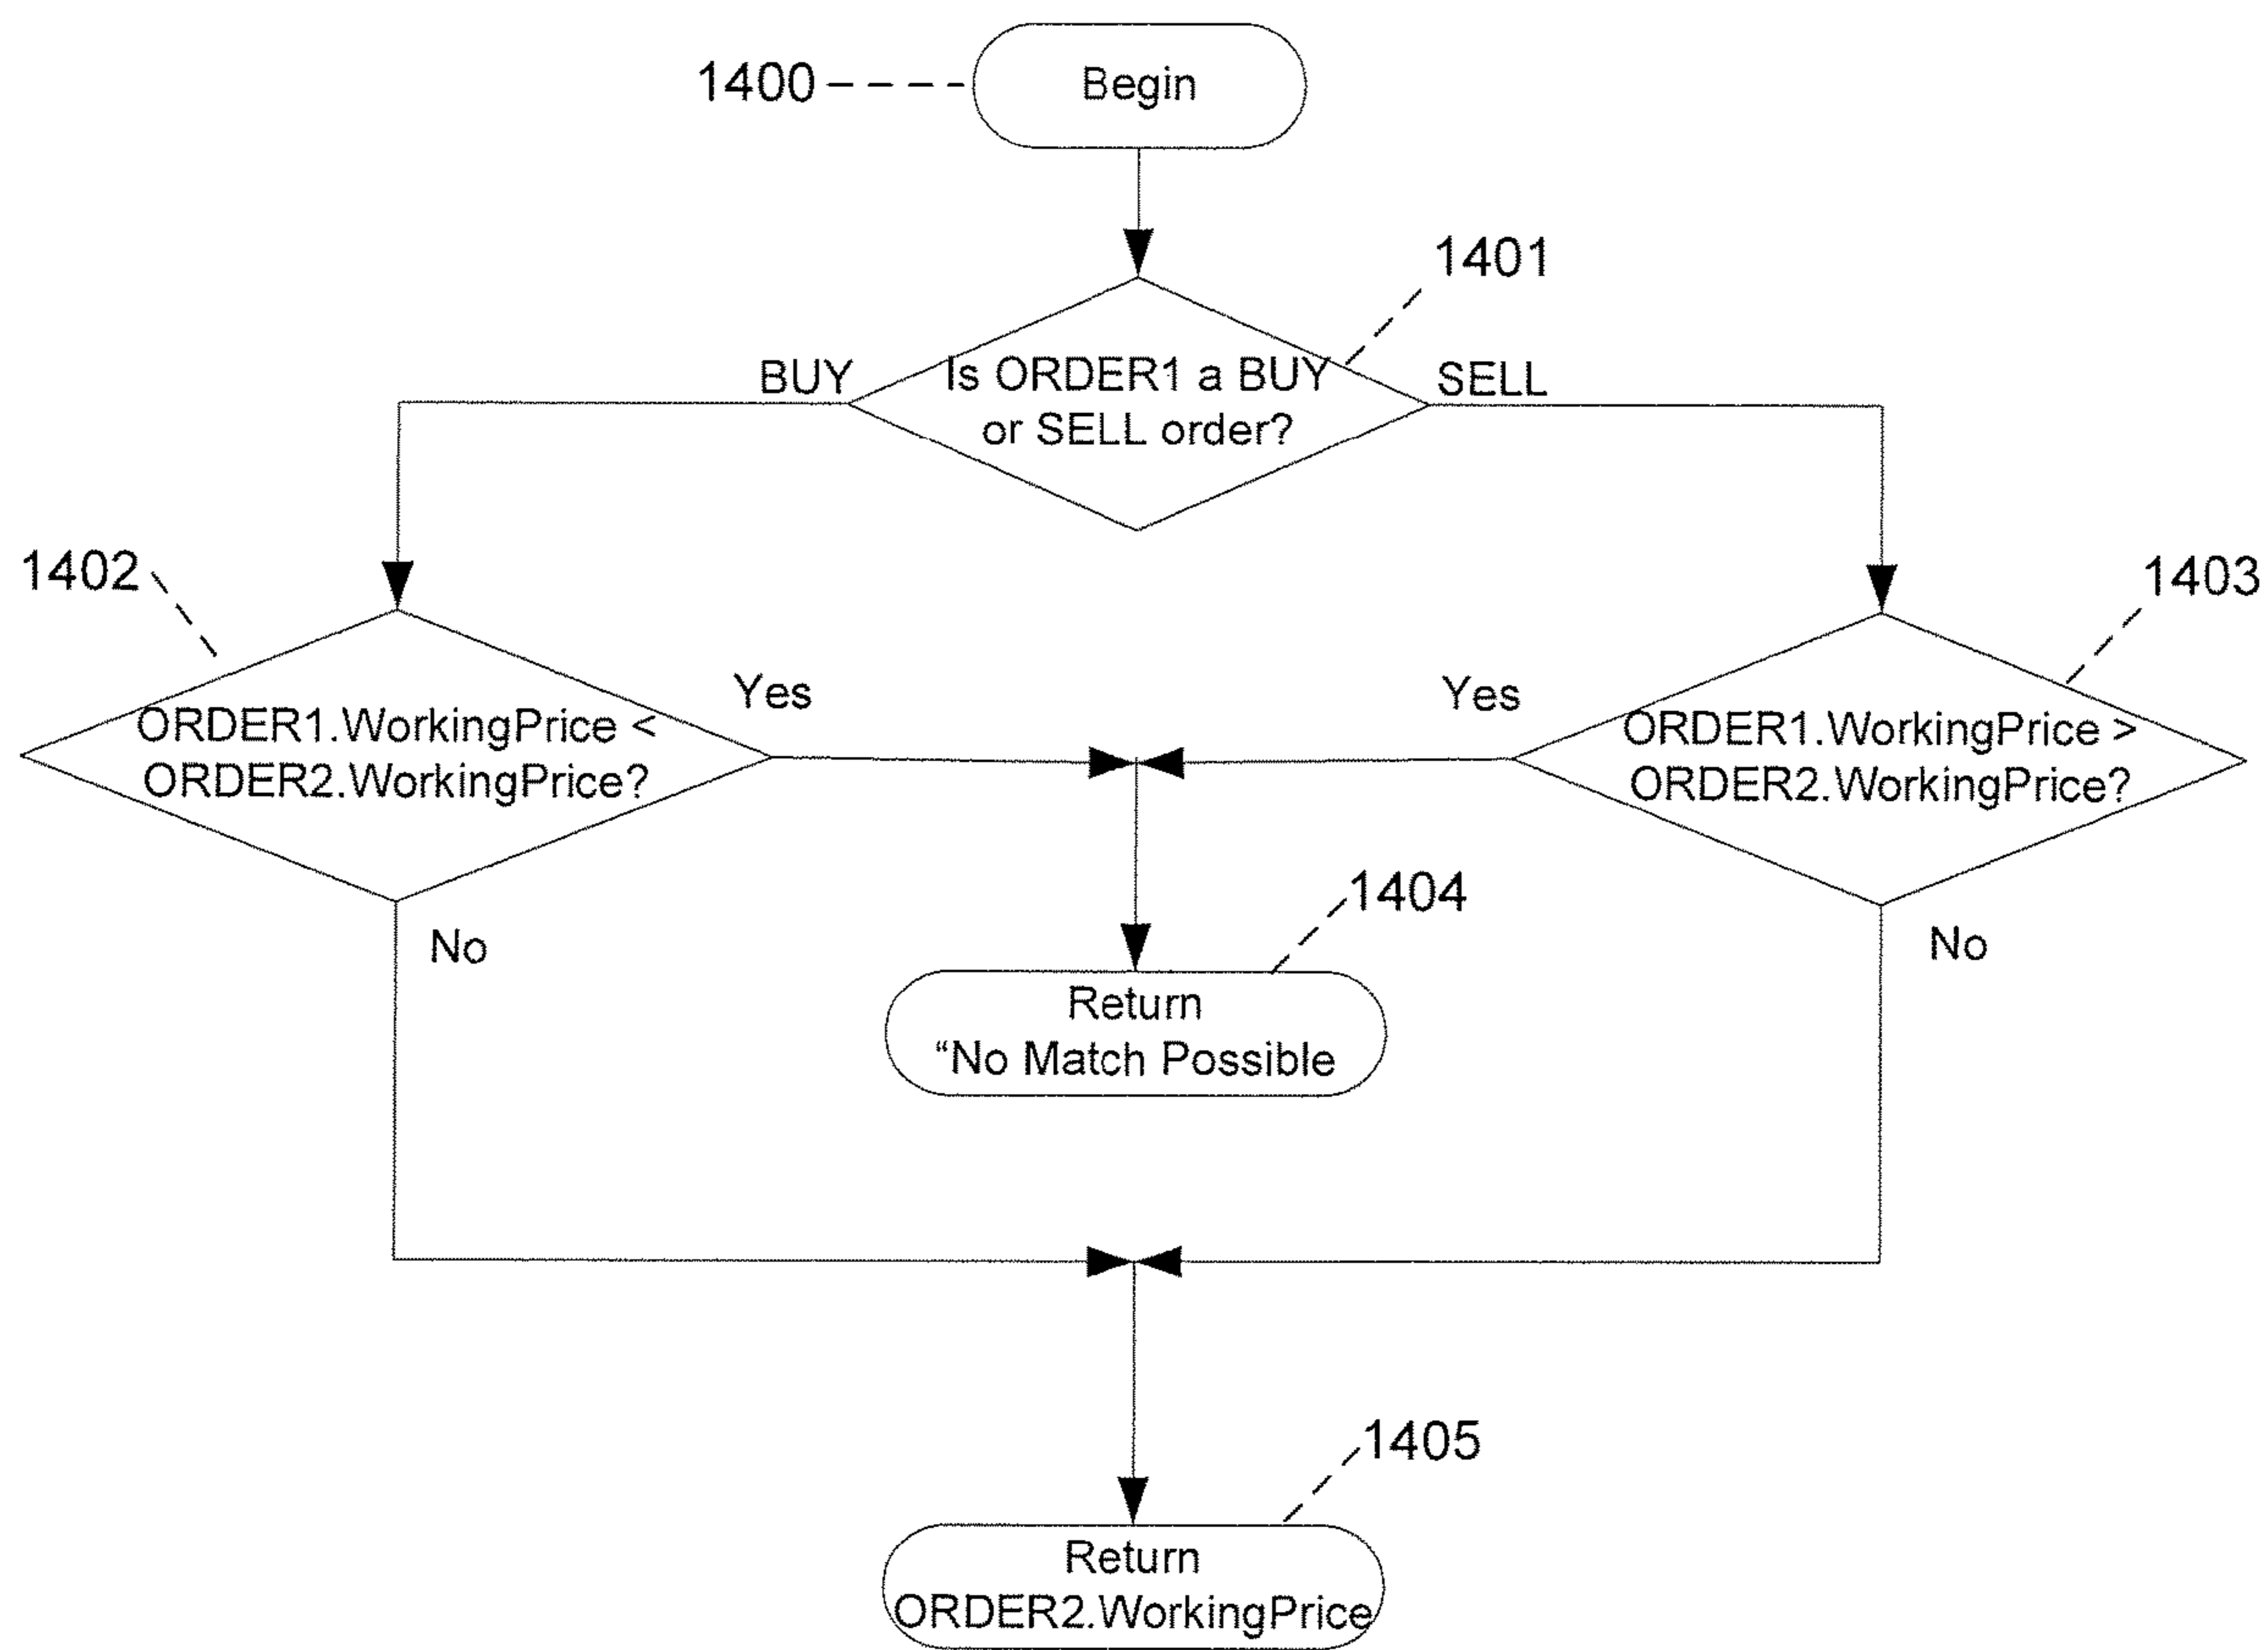 1400
Begin
1401
BUY
Is ORDER1 a BUY
or SELL order?
SELL
1402
1403
ORDER1.WorkingPrice <
ORDER2.WorkingPrice?
Yes
Yes
ORDER1.WorkingPrice >
ORDER2.WorkingPrice?
No
1404
No
Return
“No Match Possible
1405
Return
ORDER2.WorkingPrice